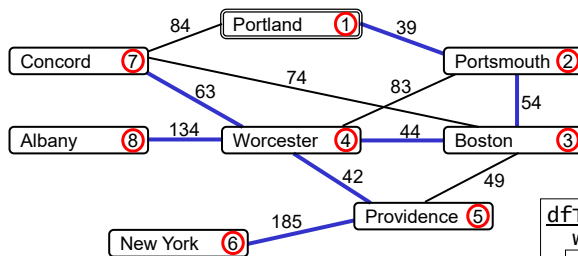 84
Portland 1
39
Concord 7
Portsmouth 2
74
83
63
54
Albany 8
134
Worcester 4
44
Boston 3
42
49
185
Providence 5
New York 6